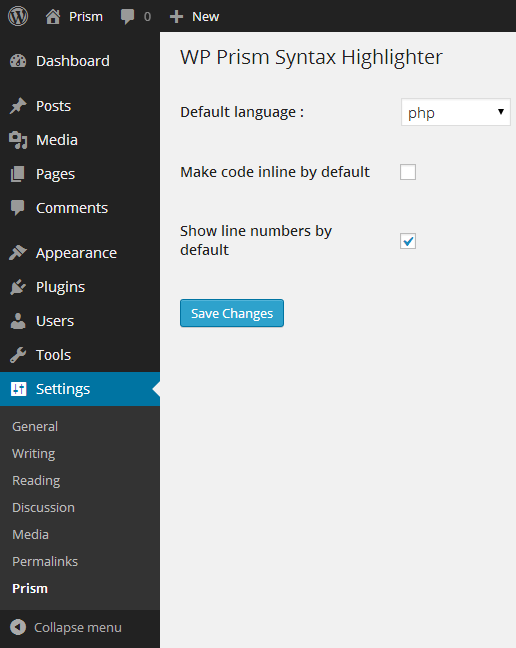 Prism 0 New
Dashboard
Posts
Media
Pages
Comments
Appearance
Plugins
Users
Tools
Settings
General
Writing
Reading
Discussion
Media
Permalinks
Prism
Collapse menu
WP Prism Syntax Highlighter
Default language : php
Make code inline by default
Show line numbers by
default
Save Changes